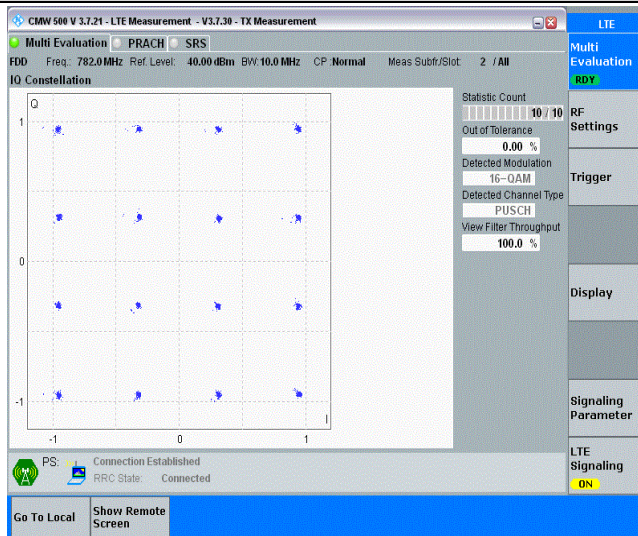 CMW 500 V 3.7.21 - LTE Measurement - V3.7.30 - TX Measurement
LTE
Multi Evaluation PRACH SRS
Multi
Evaluation
RDY
FDD Freq.: 782.0 MHz Ref. Level: 40.00 dBm BW: 10.0 MHz CP :Normal Meas Subfr./Slot: 2 / All
IQ Constellation
Q
1
0
-1
I
-1 0 1
Statistic Count
10 / 10
Out of Tolerance
0.00 %
Detected Modulation
16-QAM
Detected Channel Type
PUSCH
View Filter Throughput
100.0 %
RF
Settings
Trigger
Display
Signaling
Parameter
LTE
Signaling
ON
PS: Connection Established
RRC State: Connected
Go To Local
Show Remote
Screen